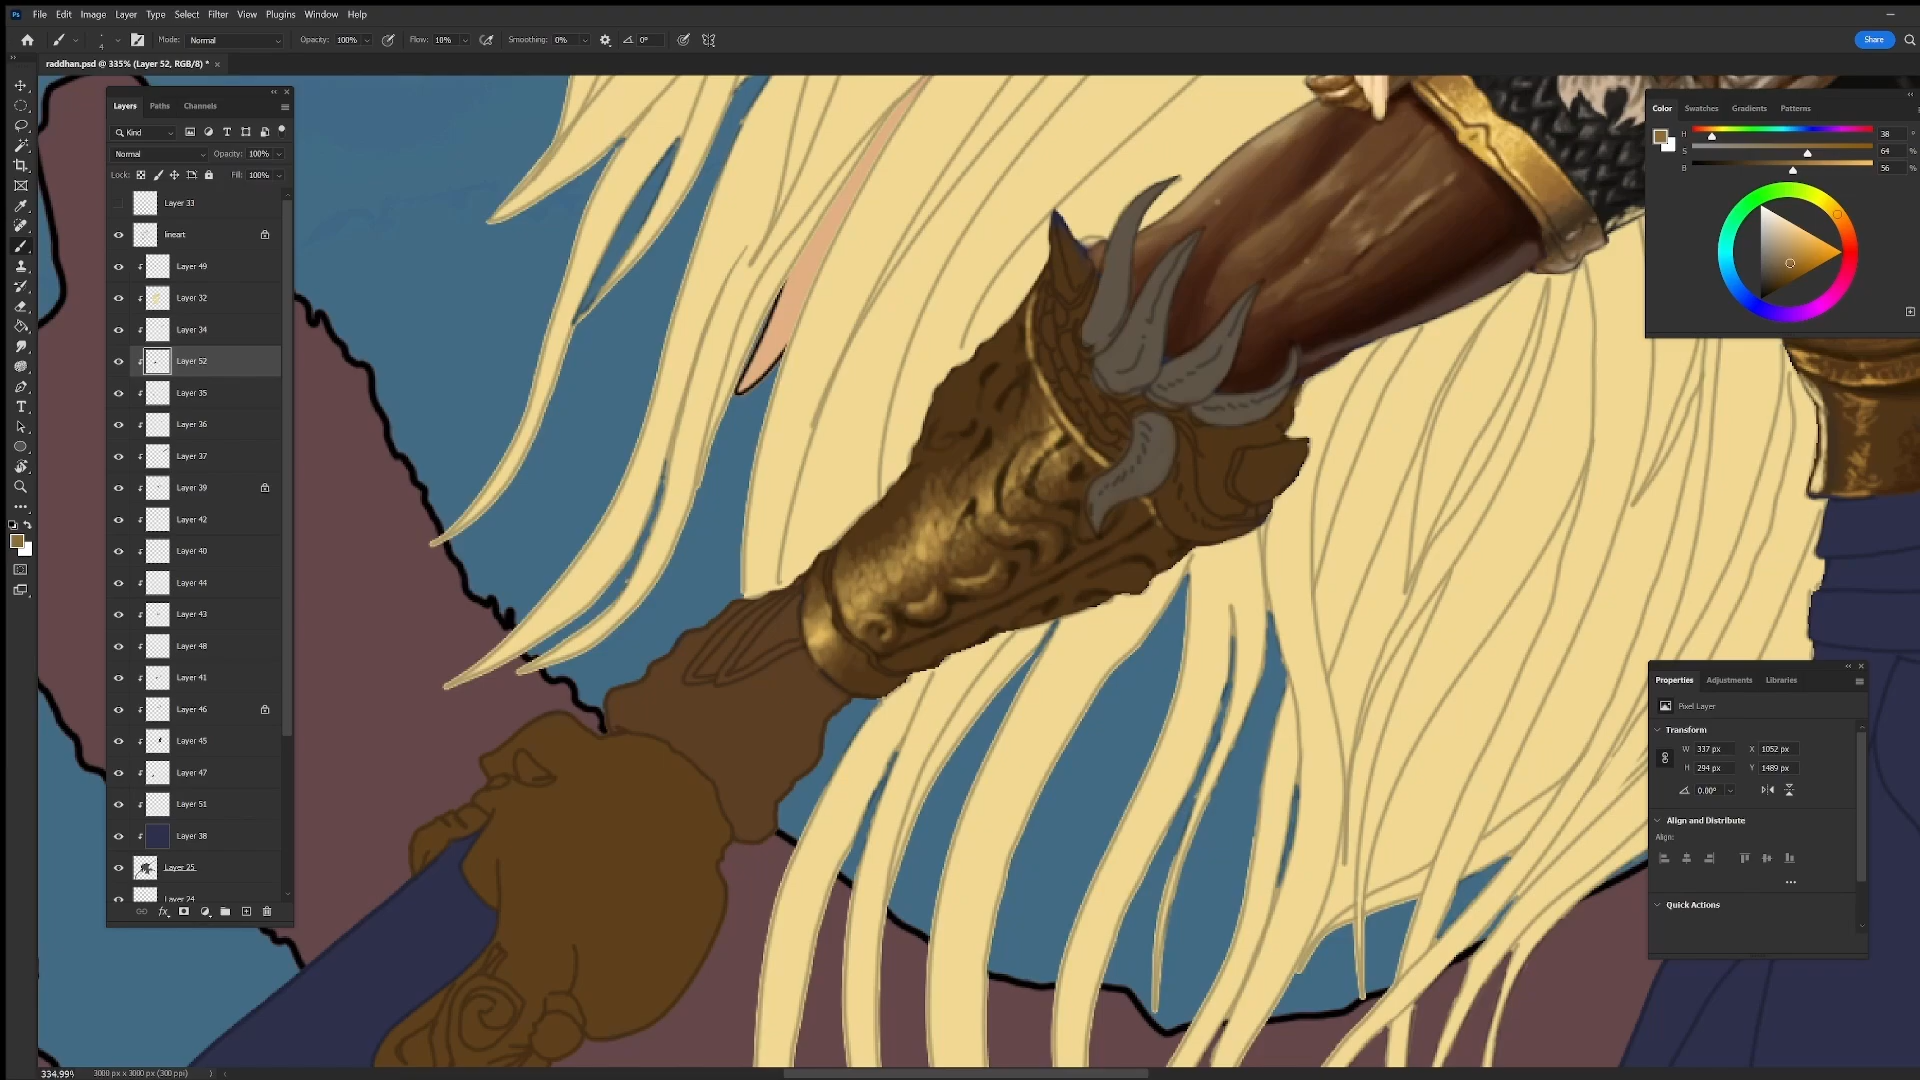 Ps File Edit Image Layer Type Select Filter View Plugins Window Help
4 Mode: Normal Opacity: 100% Flow: 10% Smoothing: 0% 0° Share
raddhan.psd @ 335% (Layer 52, RGB/8) * ×
Layers Paths Channels
Kind
Normal Opacity: 100%
Lock: Fill: 100%
Layer 33
lineart
Layer 49
Layer 32
Layer 34
Layer 52
Layer 35
Layer 36
Layer 37
Layer 39
Layer 42
Layer 40
Layer 44
Layer 43
Layer 48
Layer 41
Layer 46
Layer 45
Layer 47
Layer 51
Layer 38
Layer 25
Layer 24
fx
Color Swatches Gradients Patterns
H 38 °
S 64 %
B 56 %
Properties Adjustments Libraries
Pixel Layer
Transform
W 337 px X 1052 px
H 294 px Y 1489 px
0.00°
Align and Distribute
Align:
Quick Actions
334.99% 3000 px x 3000 px (300 ppi)